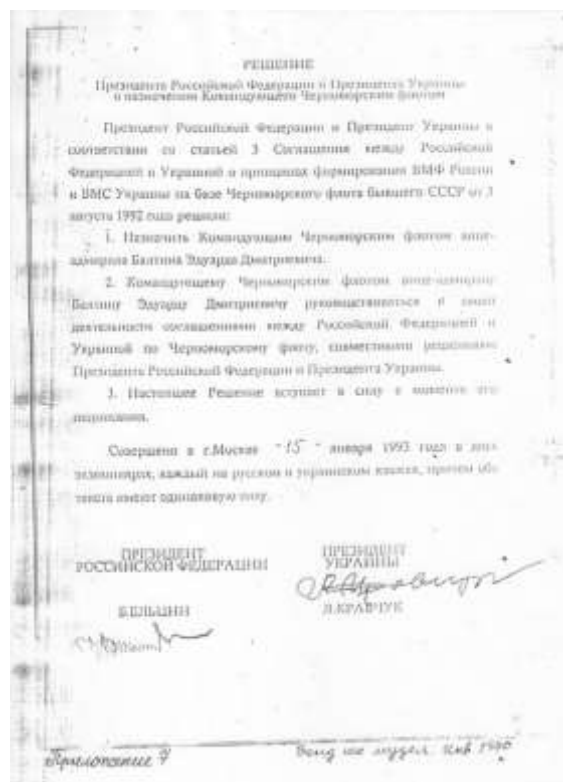 РЕШЕНИЕ
Президента Российской Федерации и Президента Украины
о назначении Командующего Черноморским флотом
Президент Российской Федерации и Президент Украины в
соответствии со статьей 3 Соглашения между Российской
Федерацией и Украиной о принципах формирования ВМФ России
и ВМС Украины на базе Черноморского флота бывшего СССР от 3
августа 1992 года решили:
1. Назначить Командующим Черноморским флотом вице-
адмирала Балтина Эдуарда Дмитриевича.
2. Командующему Черноморским флотом вице-адмиралу
Балтину Эдуарду Дмитриевичу руководствоваться в своей
деятельности соглашениями между Российской Федерацией и
Украиной по Черноморскому флоту, совместными решениями
Президента Российской Федерации и Президента Украины.
3. Настоящее Решение вступает в силу с момента его
подписания.
Совершено в г.Москве "15" января 1993 года в двух
экземплярах, каждый на русском и украинском языках, причем оба
текста имеют одинаковую силу.
ПРЕЗИДЕНТ
РОССИЙСКОЙ ФЕДЕРАЦИИ
ПРЕЗИДЕНТ
УКРАИНЫ
Б.ЕЛЬЦИН
Л.КРАВЧУК
Приложение